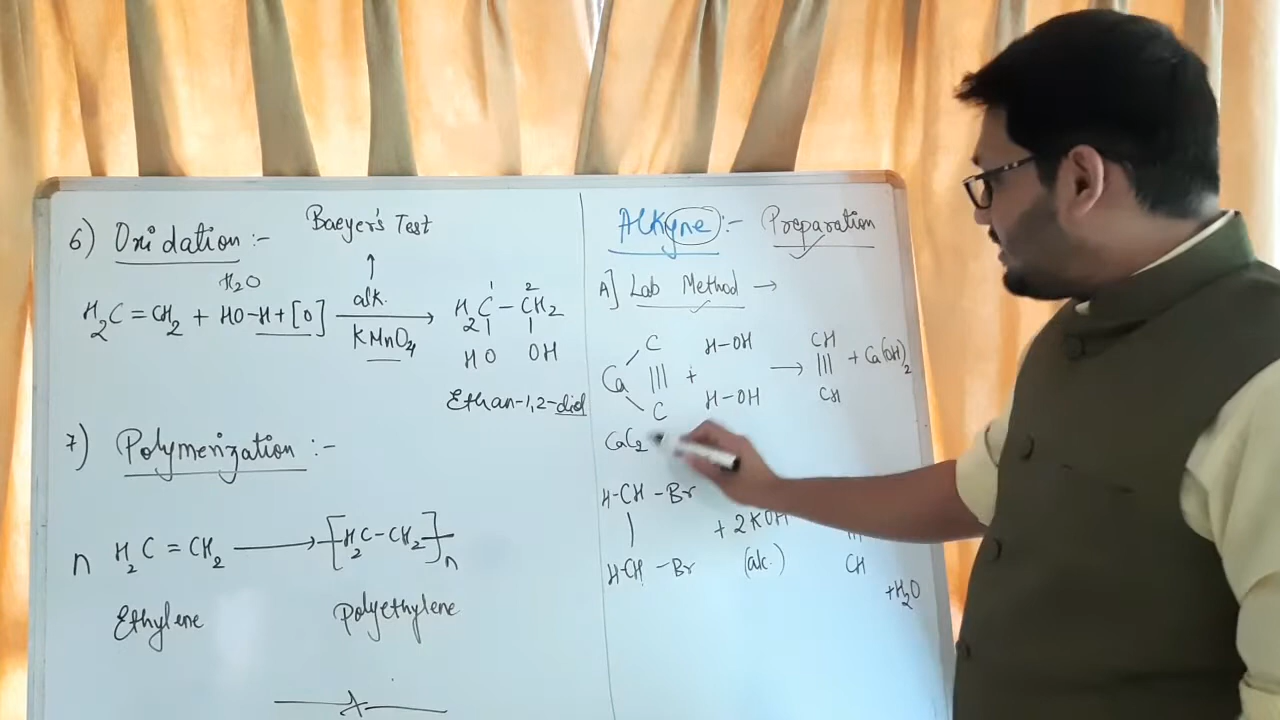 6) Oxidation :-
Baeyer's Test
H₂O
alk.
H₂C = CH₂ + HO-H + [O]
KMnO₄
1 2
H₂C - CH₂
HO OH
Ethan-1,2-diol
7) Polymerization :-
n H₂C = CH₂ → [H₂C - CH₂]n
Ethylene Polyethylene
Alkyne :- Preparation
A] Lab Method →
C H-OH CH
Ca ||| + → ||| + Ca(OH)₂
C H-OH CH
CaC₂
H-CH-Br
| + 2KOH
H-CH-Br (alc.) CH
+H₂O